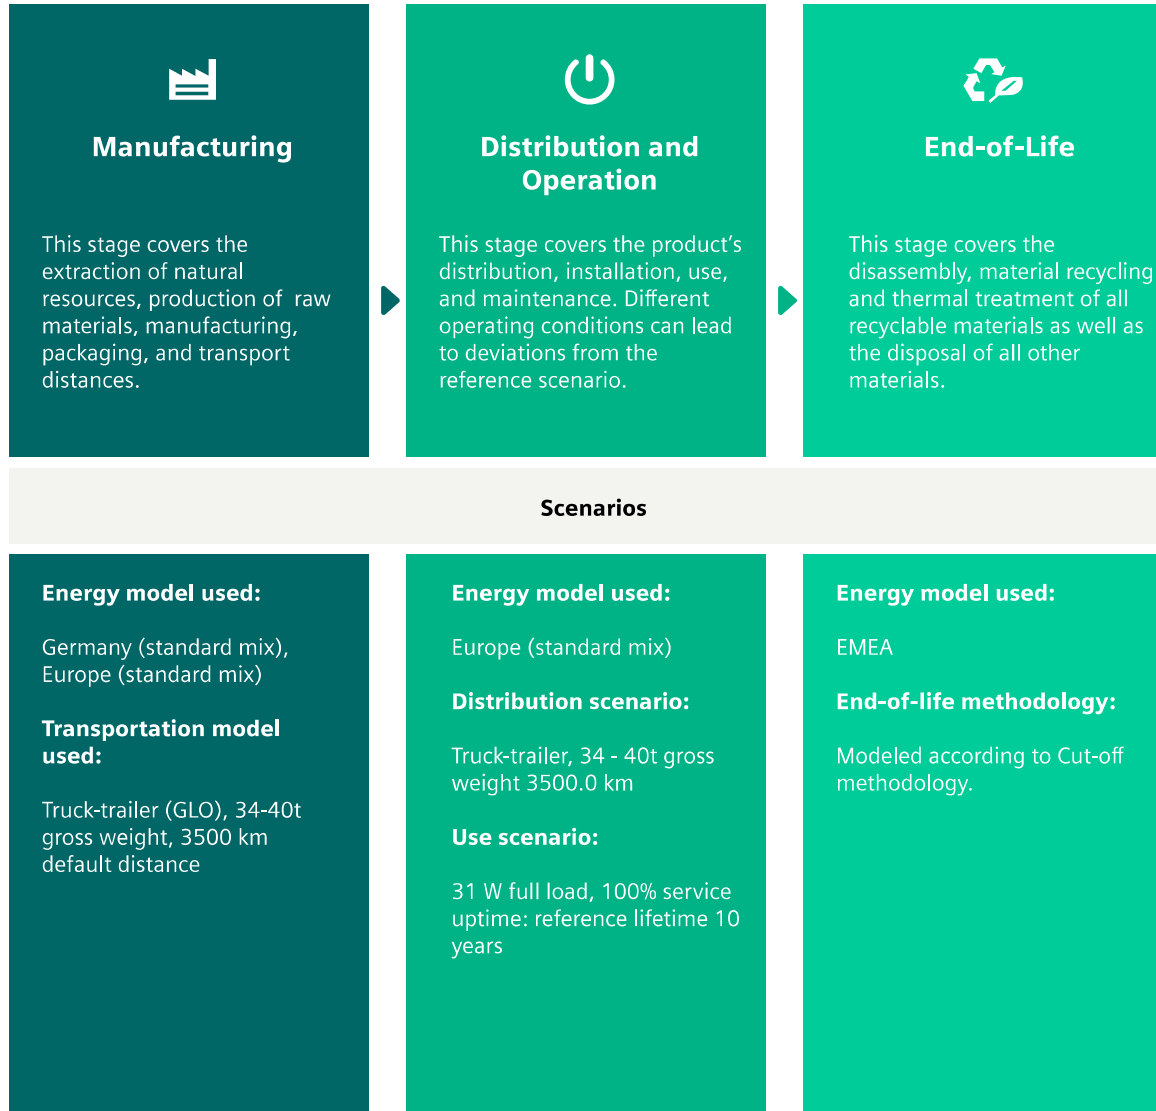 Manufacturing
This stage covers the
extraction of natural
resources, production of  raw
materials, manufacturing,
packaging, and transport
distances.
Distribution and
Operation
This stage covers the product’s
distribution, installation, use,
and maintenance. Different
operating conditions can lead
to deviations from the
reference scenario.
End-of-Life
This stage covers the
disassembly, material recycling
and thermal treatment of all
recyclable materials as well as
the disposal of all other
materials.
Scenarios
Energy model used:
Germany (standard mix),
Europe (standard mix)
Transportation model
used:
Truck-trailer (GLO), 34-40t
gross weight, 3500 km
default distance
Energy model used:
Europe (standard mix)
Distribution scenario:
Truck-trailer, 34 - 40t gross
weight 3500.0 km
Use scenario:
31 W full load, 100% service
uptime: reference lifetime 10
years
Energy model used:
EMEA
End-of-life methodology:
Modeled according to Cut-off
methodology.